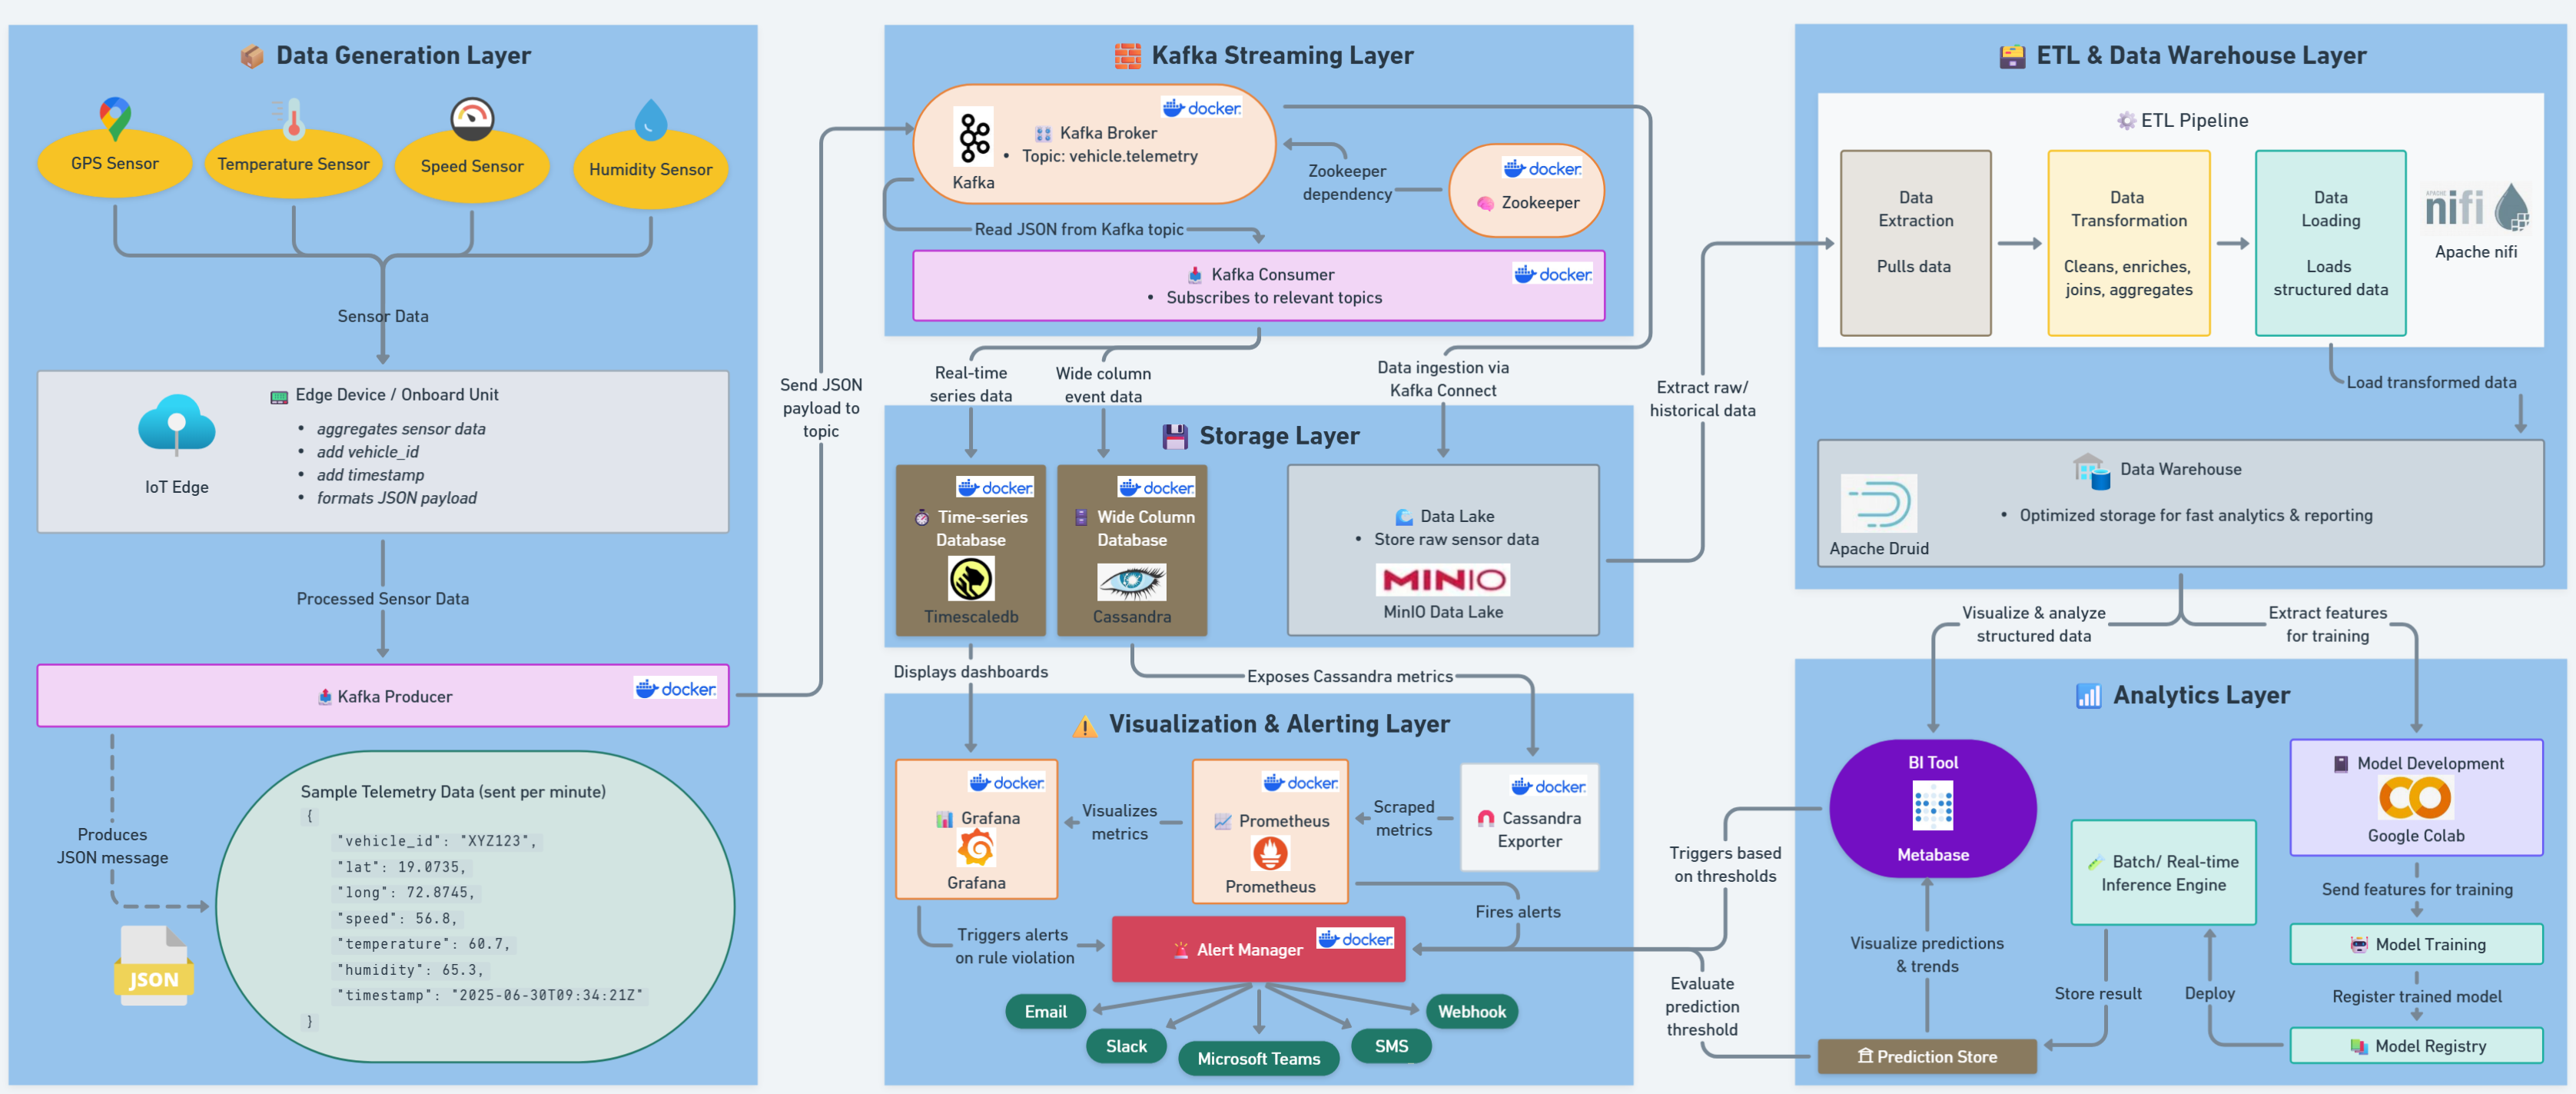 Data Generation Layer
GPS Sensor
Temperature Sensor
Speed Sensor
Humidity Sensor
Sensor Data
IoT Edge
Edge Device / Onboard Unit
• aggregates sensor data
• add vehicle_id
• add timestamp
• formats JSON payload
Processed Sensor Data
Kafka Producer
docker
Produces
JSON message
JSON
Sample Telemetry Data (sent per minute)
{
"vehicle_id": "XYZ123",
"lat": 19.0735,
"long": 72.8745,
"speed": 56.8,
"temperature": 60.7,
"humidity": 65.3,
"timestamp": "2025-06-30T09:34:21Z"
}
Send JSON
payload to
topic
Kafka Streaming Layer
docker
Kafka
Kafka Broker
• Topic: vehicle.telemetry
Zookeeper
dependency
docker
Zookeeper
Read JSON from Kafka topic
Kafka Consumer
• Subscribes to relevant topics
docker
Real-time
series data
Wide column
event data
Data ingestion via
Kafka Connect
Storage Layer
docker
Time-series
Database
Timescaledb
docker
Wide Column
Database
Cassandra
Data Lake
• Store raw sensor data
MINIO
MinIO Data Lake
Extract raw/
historical data
Displays dashboards
Exposes Cassandra metrics
Visualization & Alerting Layer
docker
Grafana
Grafana
Visualizes
metrics
docker
Prometheus
Prometheus
Scraped
metrics
docker
Cassandra
Exporter
Fires alerts
Triggers alerts
on rule violation
Alert Manager
docker
Email
Slack
Microsoft Teams
SMS
Webhook
Triggers based
on thresholds
Evaluate
prediction
threshold
ETL & Data Warehouse Layer
ETL Pipeline
Data
Extraction
Pulls data
Data
Transformation
Cleans, enriches,
joins, aggregates
Data
Loading
Loads
structured data
APACHE
nifi
Apache nifi
Load transformed data
Data Warehouse
• Optimized storage for fast analytics & reporting
Apache Druid
Visualize & analyze
structured data
Extract features
for training
Analytics Layer
BI Tool
Metabase
Batch/ Real-time
Inference Engine
Model Development
Google Colab
Send features for training
Model Training
Register trained model
Model Registry
Deploy
Store result
Visualize predictions
& trends
Prediction Store